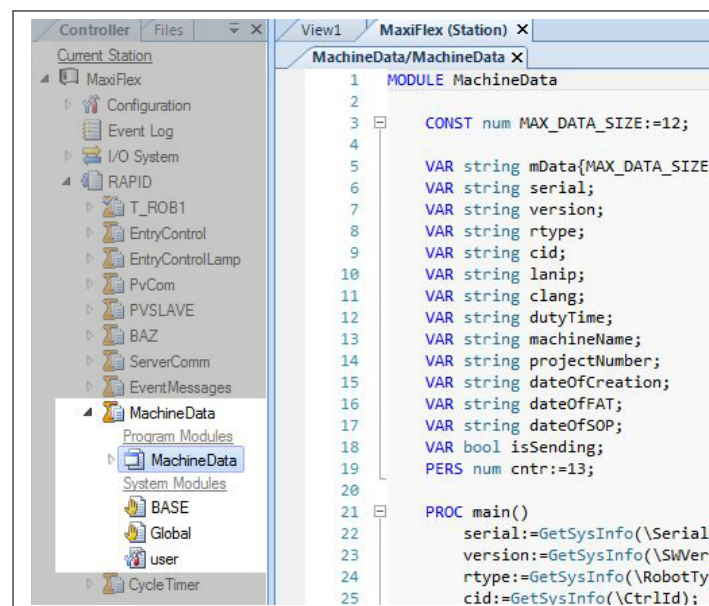 Controller Files
Current Station
MaxiFlex
Configuration
Event Log
I/O System
RAPID
T_ROB1
EntryControl
EntryControlLamp
PvCom
PVSLAVE
BAZ
ServerComm
EventMessages
MachineData
Program Modules
MachineData
System Modules
BASE
Global
user
CycleTimer
View1 MaxiFlex (Station) X
MachineData/MachineData X
1 MODULE MachineData
2
3 CONST num MAX_DATA_SIZE:=12;
4
5 VAR string mData{MAX_DATA_SIZE
6 VAR string serial;
7 VAR string version;
8 VAR string rtype;
9 VAR string cid;
10 VAR string lanip;
11 VAR string clang;
12 VAR string dutyTime;
13 VAR string machineName;
14 VAR string projectNumber;
15 VAR string dateOfCreation;
16 VAR string dateOfFAT;
17 VAR string dateOfSOP;
18 VAR bool isSending;
19 PERS num cntr:=13;
20
21 PROC main()
22 serial:=GetSysInfo(\Serial
23 version:=GetSysInfo(\SWVer
24 rtype:=GetSysInfo(\RobotTy
25 cid:=GetSysInfo(\CtrlId);